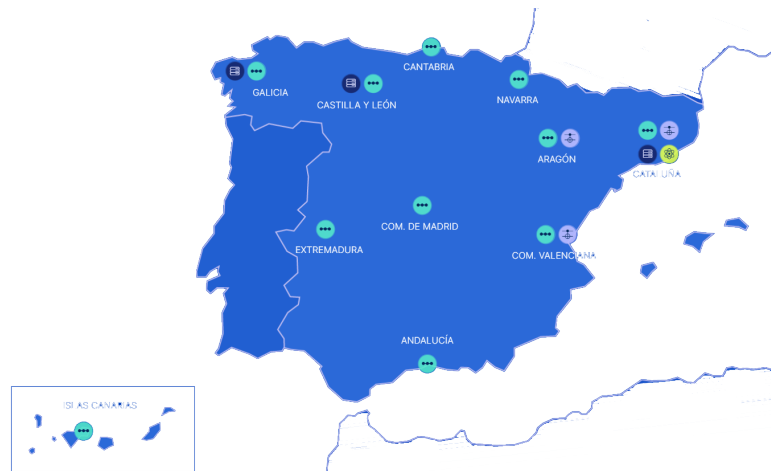 CANTABRIA
GALICIA
CASTILLA Y LEÓN
NAVARRA
ARAGÓN
CATALUÑA
COM. DE MADRID
EXTREMADURA
COM. VALENCIANA
ANDALUCÍA
ISLAS CANARIAS